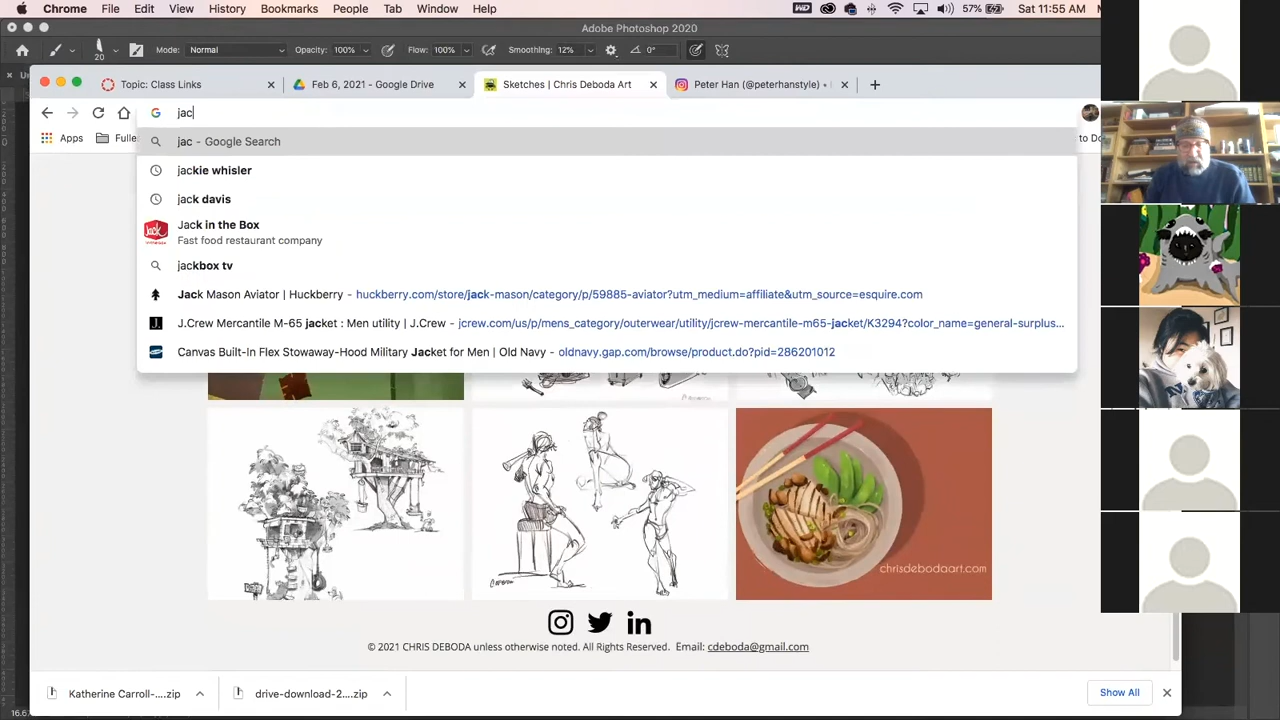 Chrome File Edit View History Bookmarks People Tab Window Help 57% Sat 11:55 AM
Adobe Photoshop 2020
20 Mode: Normal Opacity: 100% Flow: 100% Smoothing: 12% 0°
Topic: Class Links Feb 6, 2021 - Google Drive Sketches | Chris Deboda Art Peter Han (@peterhanstyle) •
jac
Apps Fulle to Do
jac - Google Search
jackie whisler
jack davis
Jack in the Box
Fast food restaurant company
jackbox tv
Jack Mason Aviator | Huckberry - huckberry.com/store/jack-mason/category/p/59885-aviator?utm_medium=affiliate&utm_source=esquire.com
J.Crew Mercantile M-65 jacket : Men utility | J.Crew - jcrew.com/us/p/mens_category/outerwear/utility/jcrew-mercantile-m65-jacket/K3294?color_name=general-surplus...
Canvas Built-In Flex Stowaway-Hood Military Jacket for Men | Old Navy - oldnavy.gap.com/browse/product.do?pid=286201012
chrisdebodaart.com
© 2021 CHRIS DEBODA unless otherwise noted. All Rights Reserved. Email: cdeboda@gmail.com
Katherine Carroll-....zip drive-download-2....zip Show All